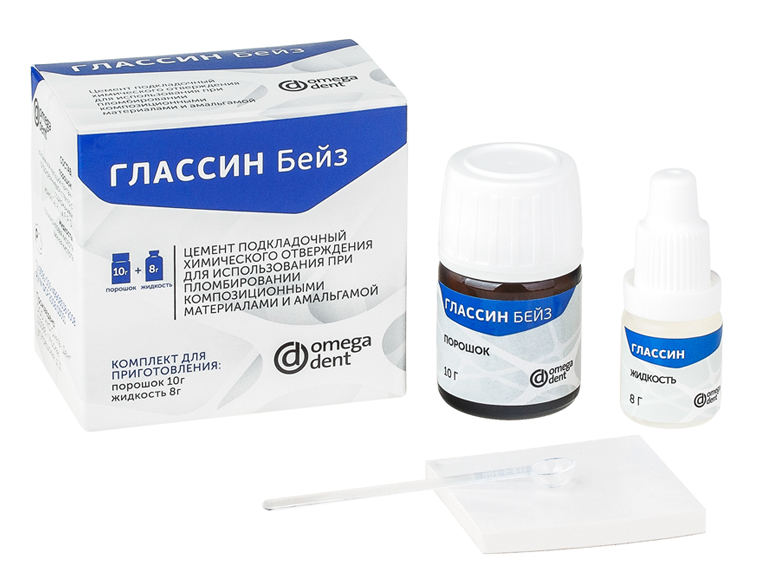 ГЛАССИН Бейз
Цемент подкладочный
химического отверждения
для использования при
пломбировании
композиционными
материалами и амальгамой
omega
dent
ГЛАССИН Бейз
10г + 8г
порошок жидкость
ЦЕМЕНТ ПОДКЛАДОЧНЫЙ
ХИМИЧЕСКОГО ОТВЕРЖДЕНИЯ
ДЛЯ ИСПОЛЬЗОВАНИЯ ПРИ
ПЛОМБИРОВАНИИ
КОМПОЗИЦИОННЫМИ
МАТЕРИАЛАМИ И АМАЛЬГАМОЙ
КОМПЛЕКТ ДЛЯ
ПРИГОТОВЛЕНИЯ:
порошок 10г
жидкость 8г
omega
dent
ГЛАССИН БЕЙЗ
ПОРОШОК
10 Г
omega
dent
ГЛАССИН
ЖИДКОСТЬ
8 Г
omega
dent